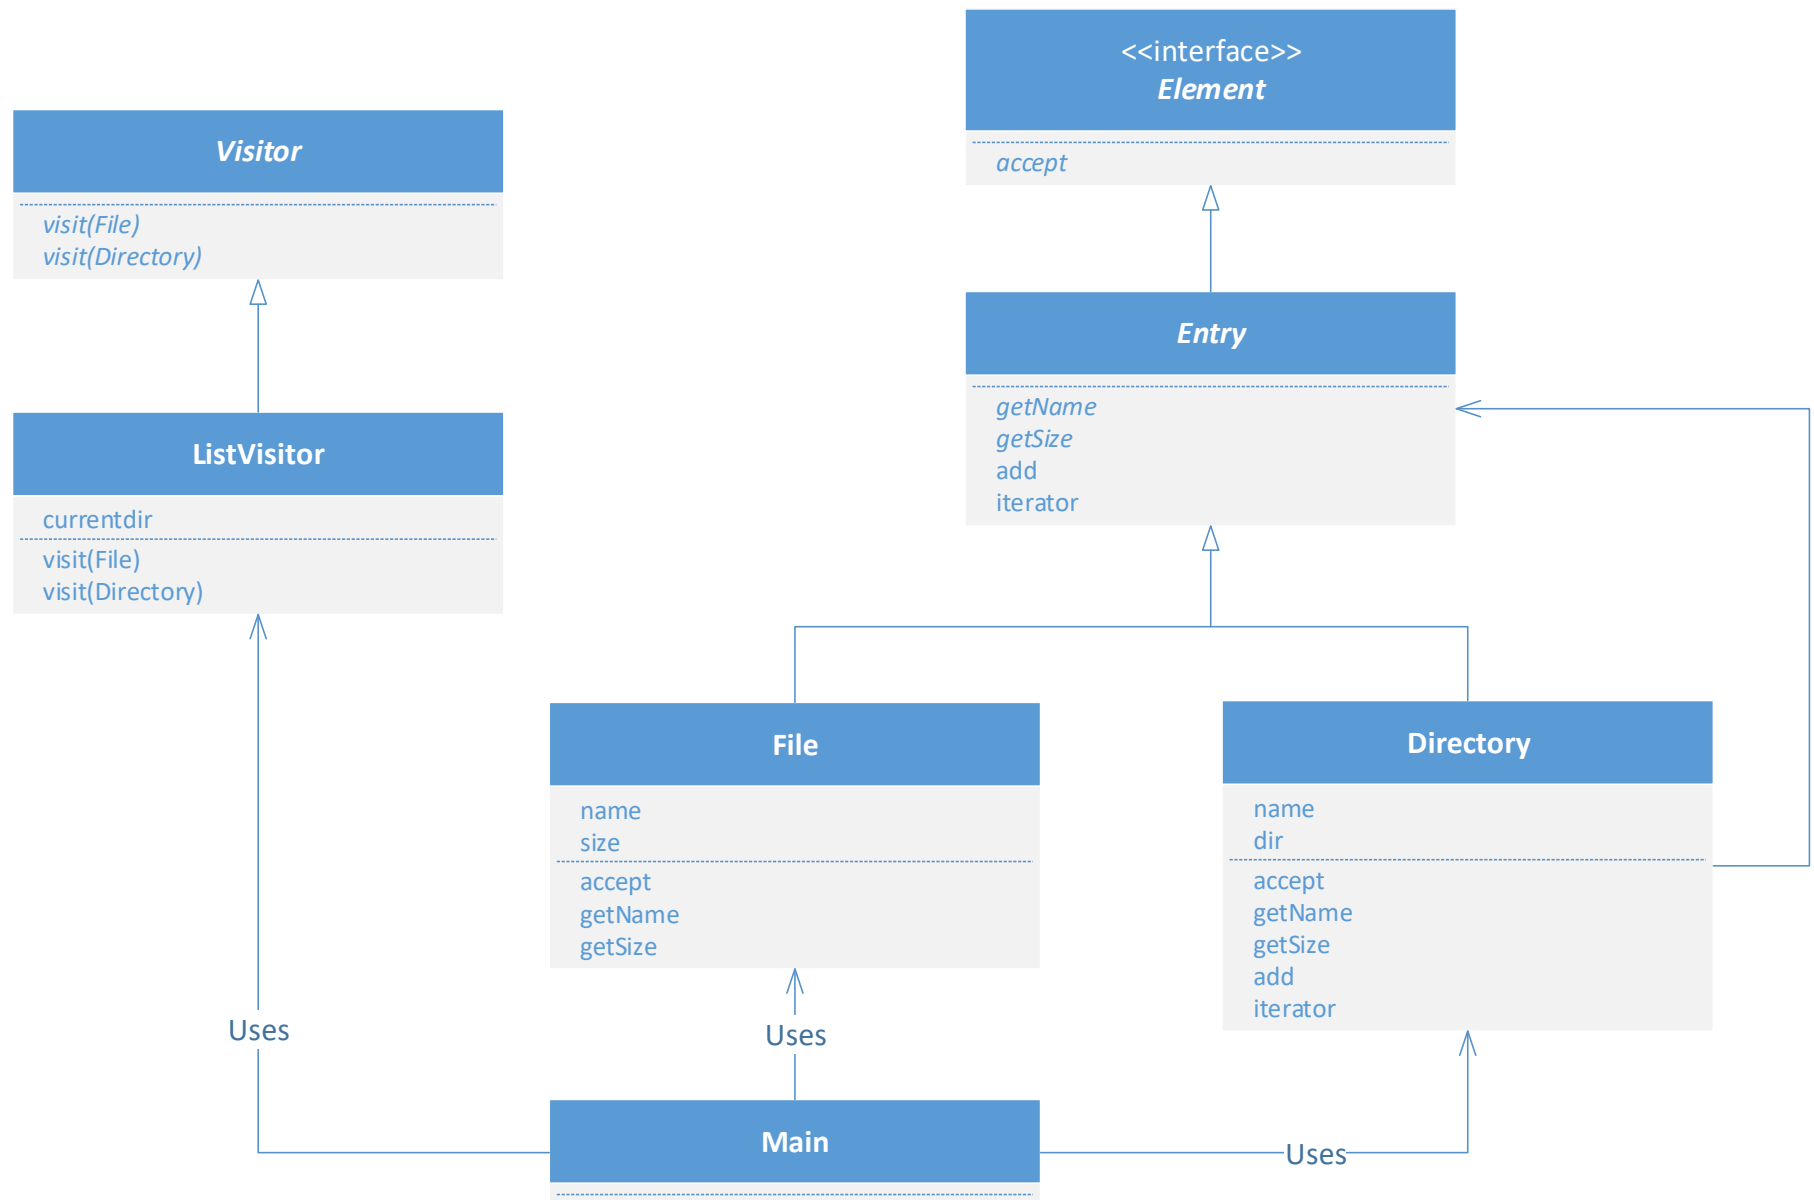 <<interface>>
Element
accept
Visitor
visit(File)
visit(Directory)
Entry
getName
getSize
add
iterator
ListVisitor
currentdir
visit(File)
visit(Directory)
File
name
size
accept
getName
getSize
Directory
name
dir
accept
getName
getSize
add
iterator
Uses
Uses
Main
Uses